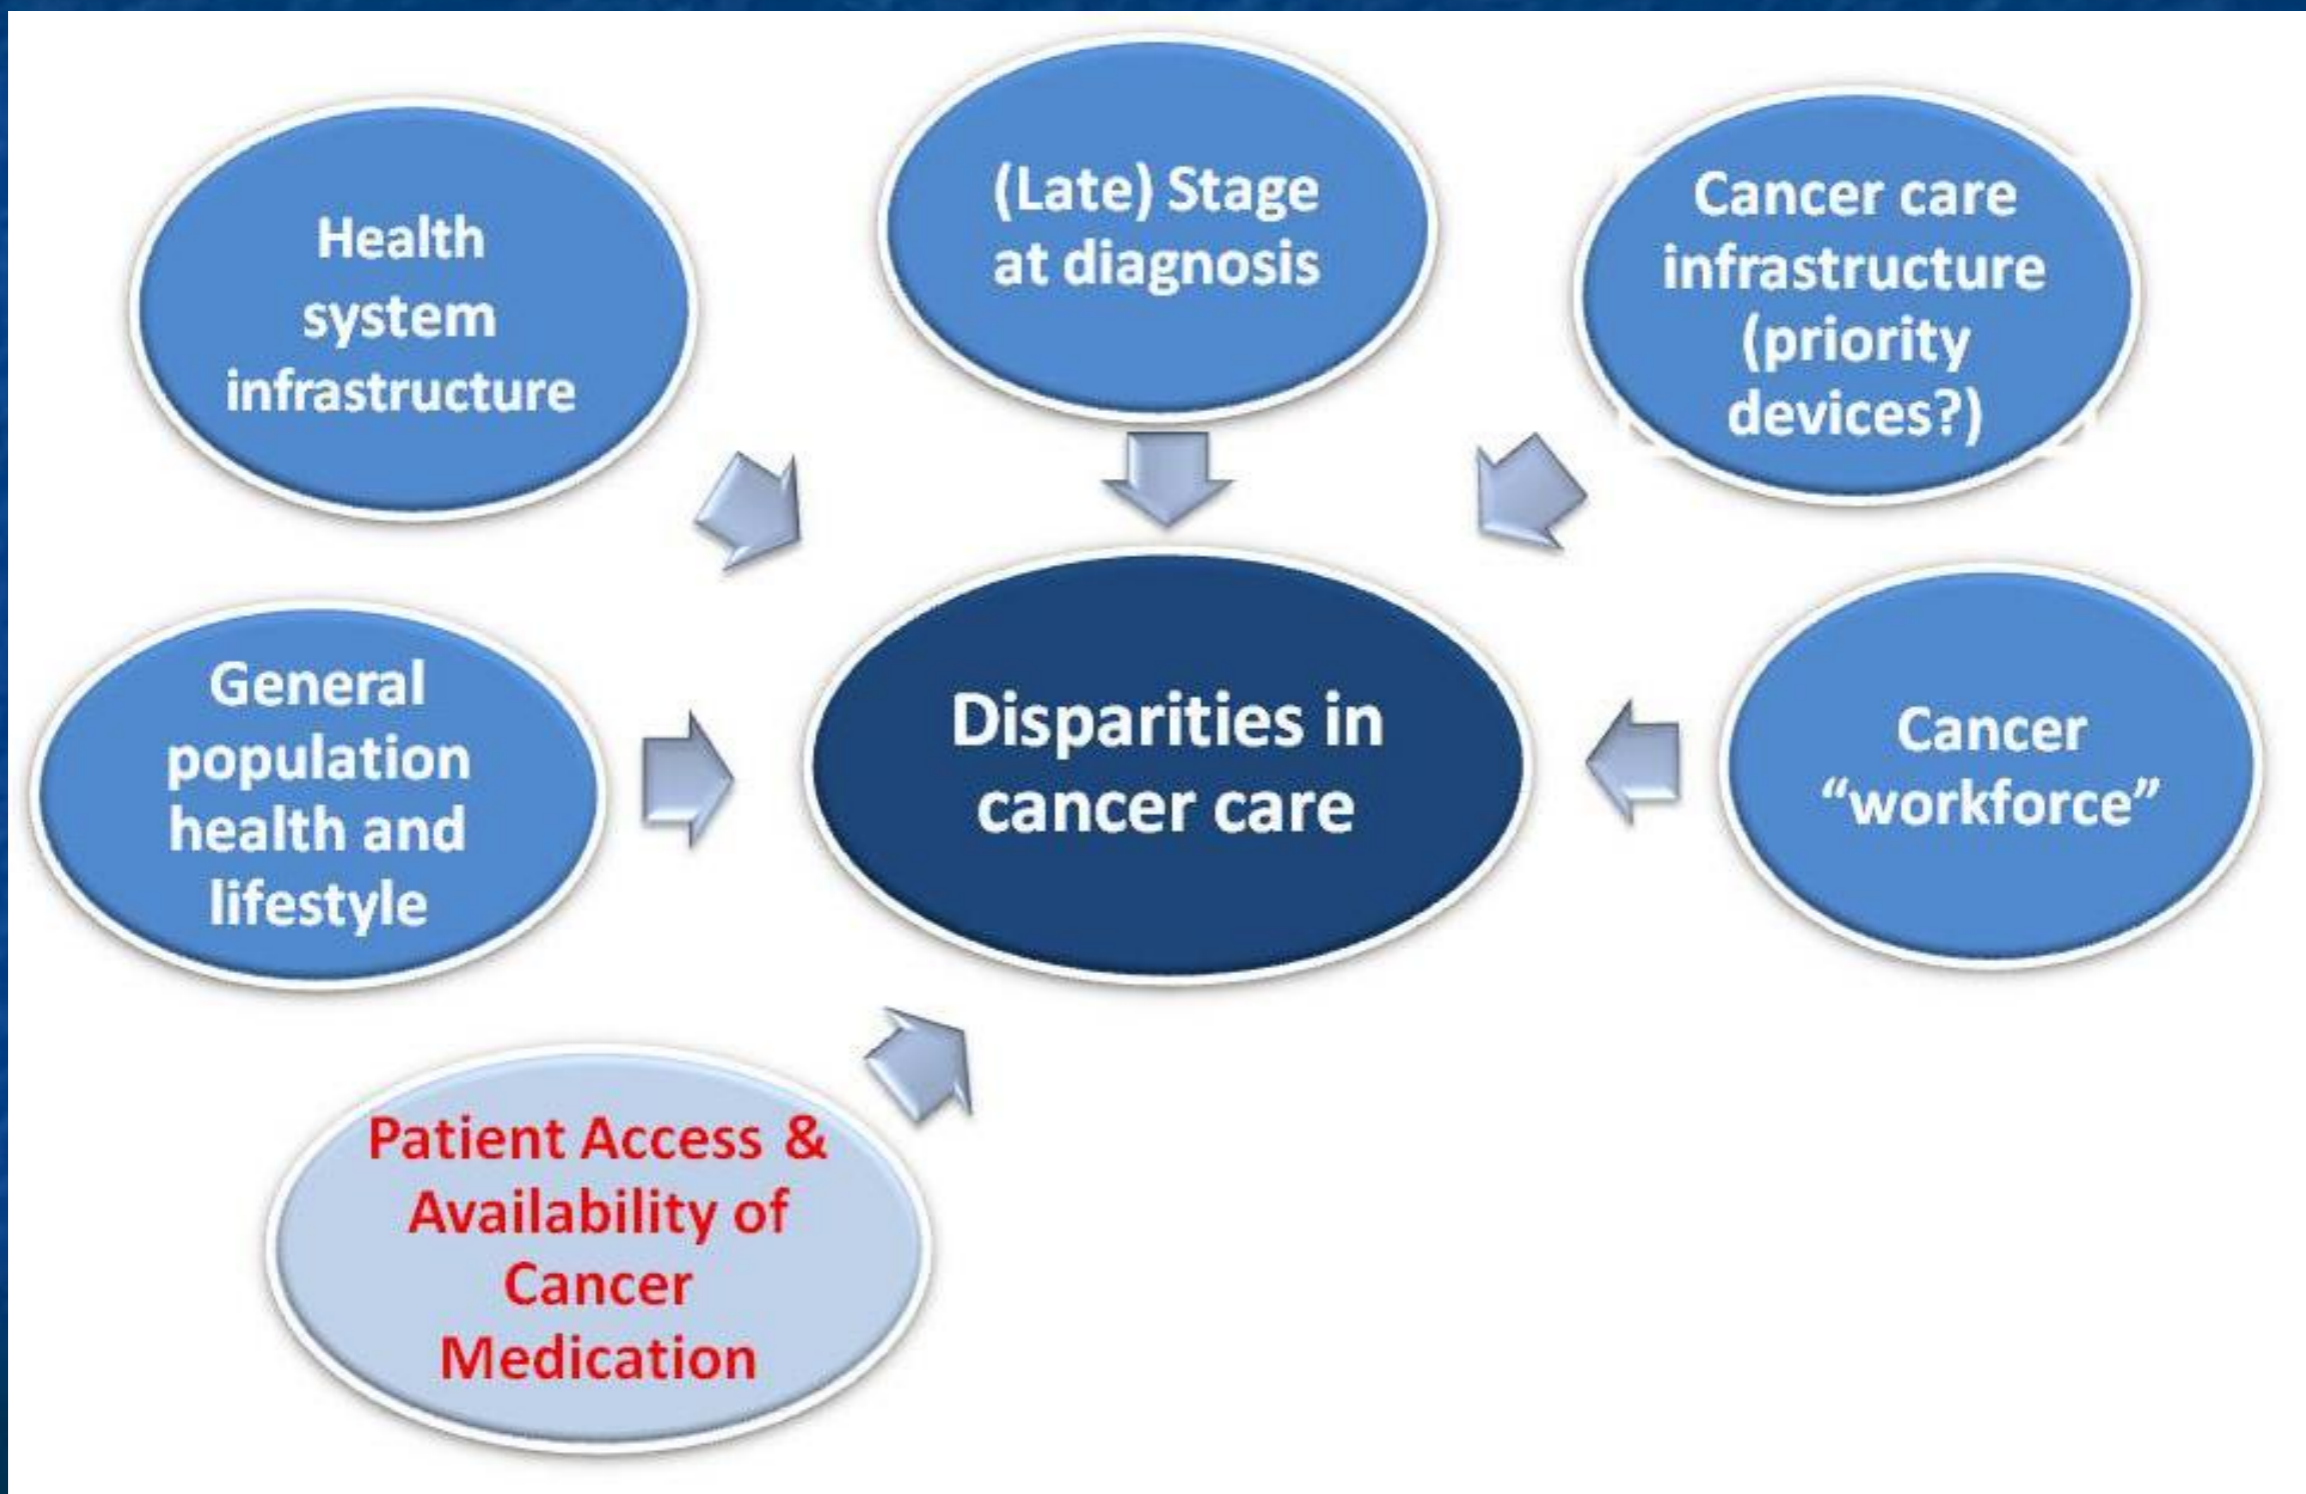 Health
system
infrastructure
(Late) Stage
at diagnosis
Cancer care
infrastructure
(priority
devices?)
General
population
health and
lifestyle
Disparities in
cancer care
Cancer
“workforce”
Patient Access &
Availability of
Cancer
Medication